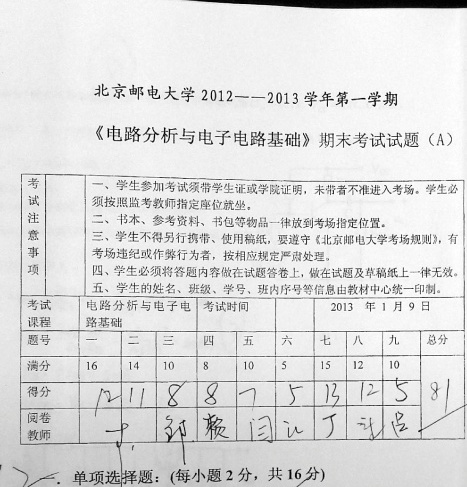 北京邮电大学 2012——2013 学年第一学期
《电路分析与电子电路基础》期末考试试题（A）
考试注意事项
一、学生参加考试须带学生证或学院证明，未带者不准进入考场。学生必
须按照监考教师指定座位就坐。
二、书本、参考资料、书包等物品一律放到考场指定位置。
三、学生不得另行携带、使用稿纸，要遵守《北京邮电大学考场规则》，有
考场违纪或作弊行为者，按相应规定严肃处理。
四、学生必须将答题内容做在试题答卷上，做在试题及草稿纸上一律无效。
五、学生的姓名、班级、学号、班内序号等信息由教材中心统一印制。
考试课程 电路分析与电子电路基础 考试时间 2013 年 1 月 9 日
题号 一 二 三 四 五 六 七 八 九 总分
满分 16 14 10 8 10 5 15 12 10
得分 12 11 8 8 7 5 13 12 5 81
阅卷教师
一．单项选择题：(每小题 2 分，共 16 分)